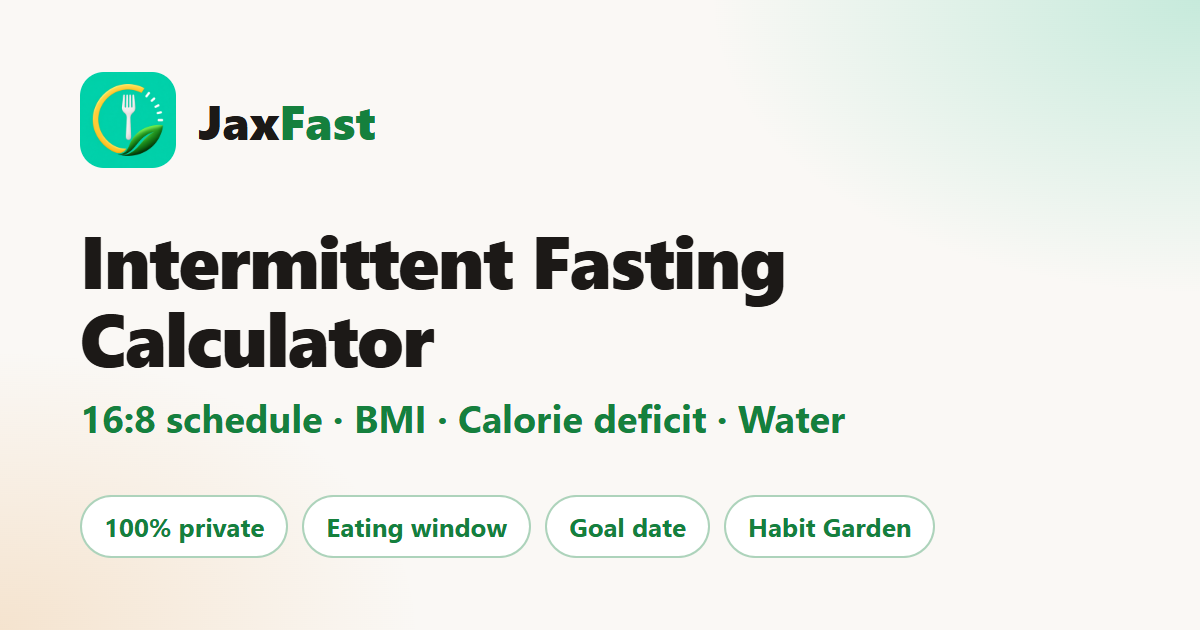 JaxFast
Intermittent Fasting
Calculator
16:8 schedule · BMI · Calorie deficit · Water
100% private
Eating window
Goal date
Habit Garden